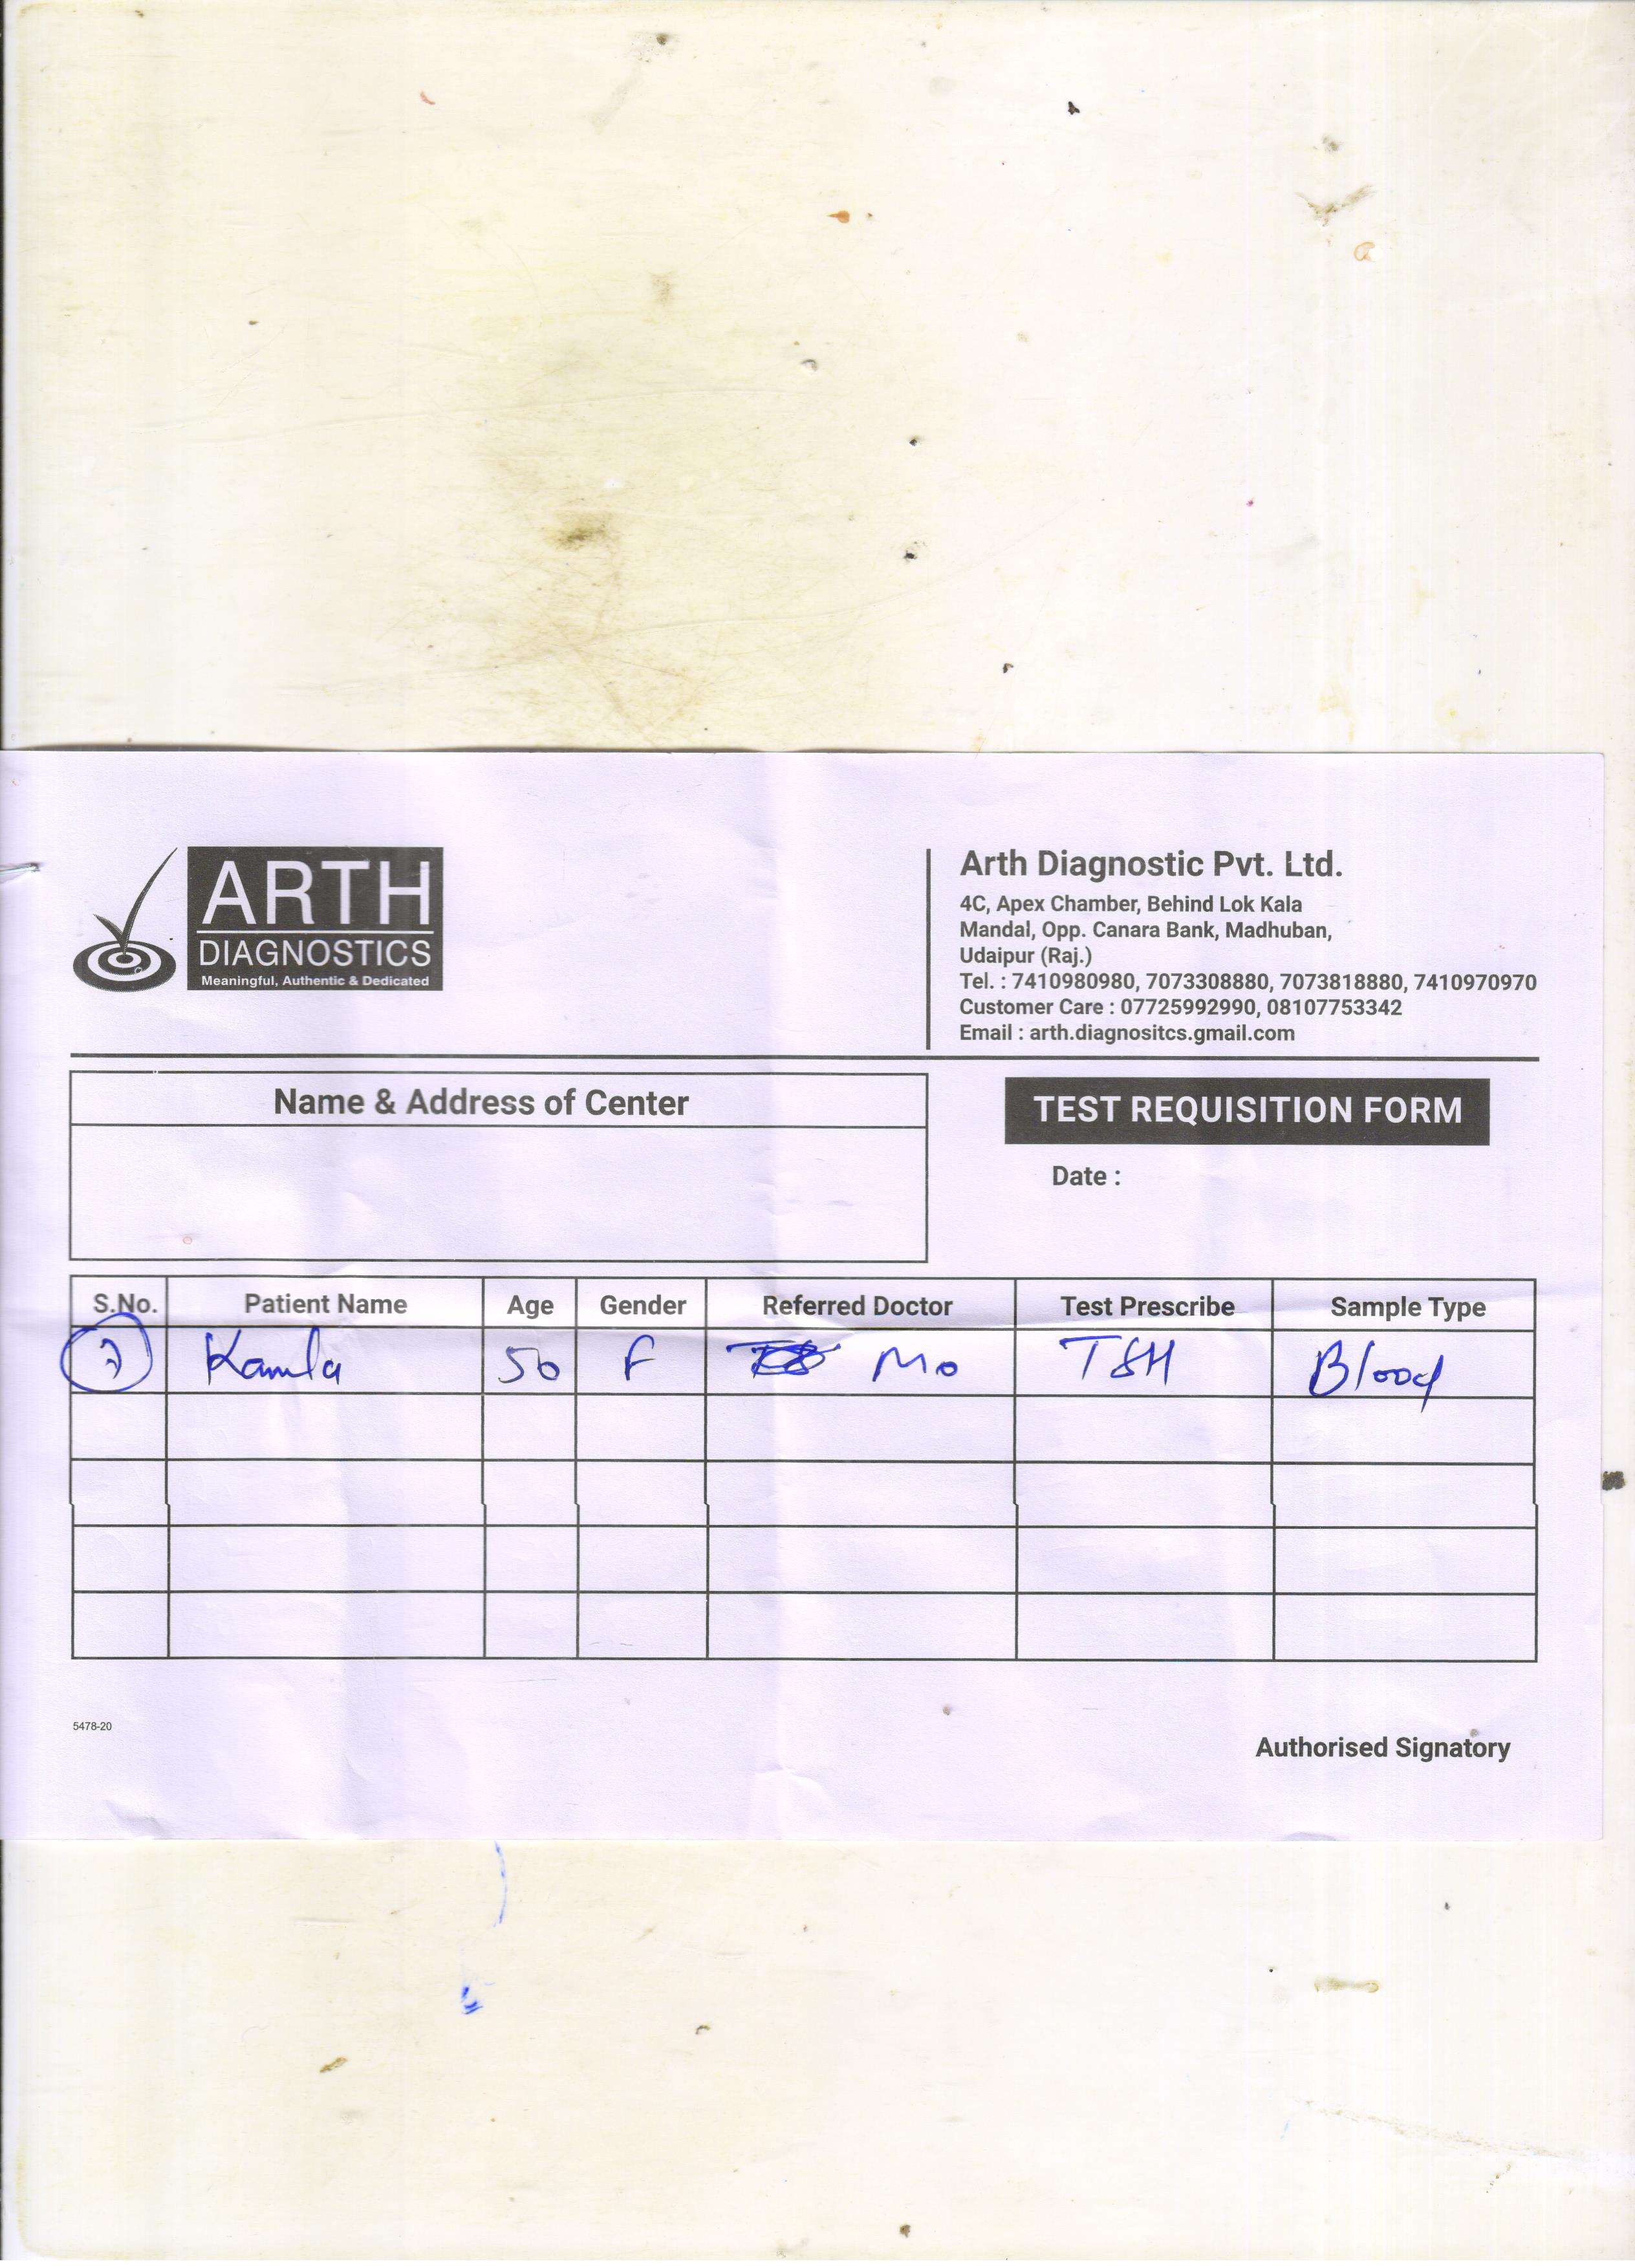 ARTH
DIAGNOSTICS
Meaningful, Authentic & Dedicated
Arth Diagnostic Pvt. Ltd.
4C, Apex Chamber, Behind Lok Kala
Mandal, Opp. Canara Bank, Madhuban,
Udaipur (Raj.)
Tel. : 7410980980, 7073308880, 7073818880, 7410970970
Customer Care : 07725992990, 08107753342
Email : arth.diagnositcs.gmail.com
Name & Address of Center
TEST REQUISITION FORM
Date :
S.No. Patient Name Age Gender Referred Doctor Test Prescribe Sample Type
Kamla 50 F Mo TSH Blood
5478-20
Authorised Signatory